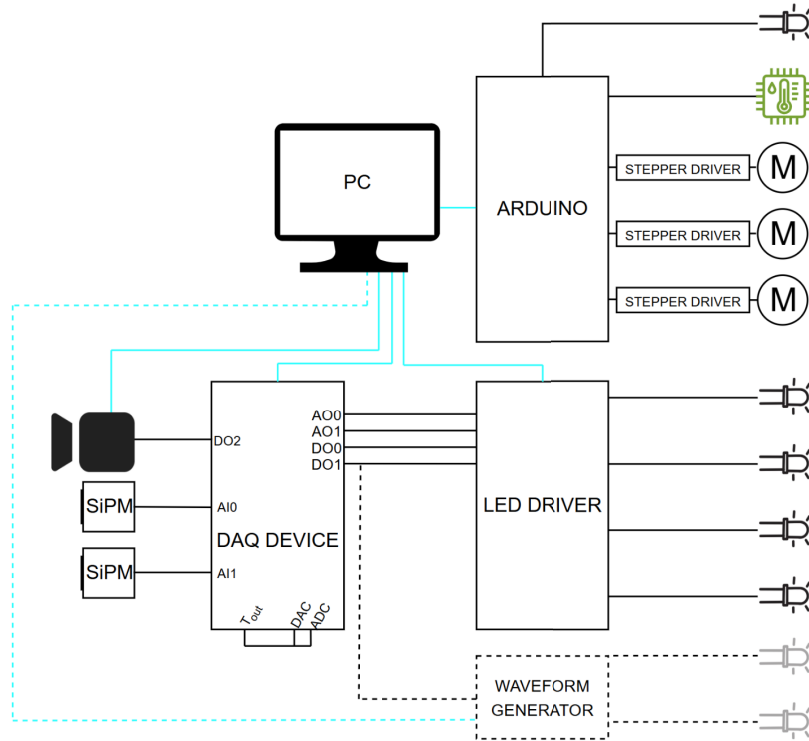 PC
ARDUINO
STEPPER DRIVER
M
STEPPER DRIVER
M
STEPPER DRIVER
M
AO0
AO1
DO0
DO1
DO2
SiPM
AI0
DAQ DEVICE
SiPM
AI1
Tout
DAC
ADC
LED DRIVER
WAVEFORM
GENERATOR